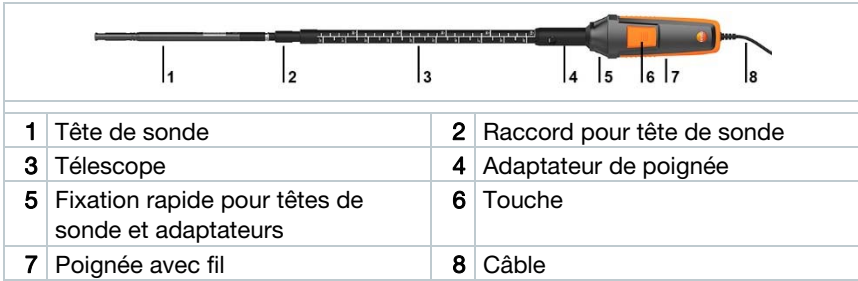 1 2 3 4 5 6 7 8
1 Tête de sonde 2 Raccord pour tête de sonde
3 Télescope 4 Adaptateur de poignée
5 Fixation rapide pour têtes de 6 Touche
sonde et adaptateurs
7 Poignée avec fil 8 Câble